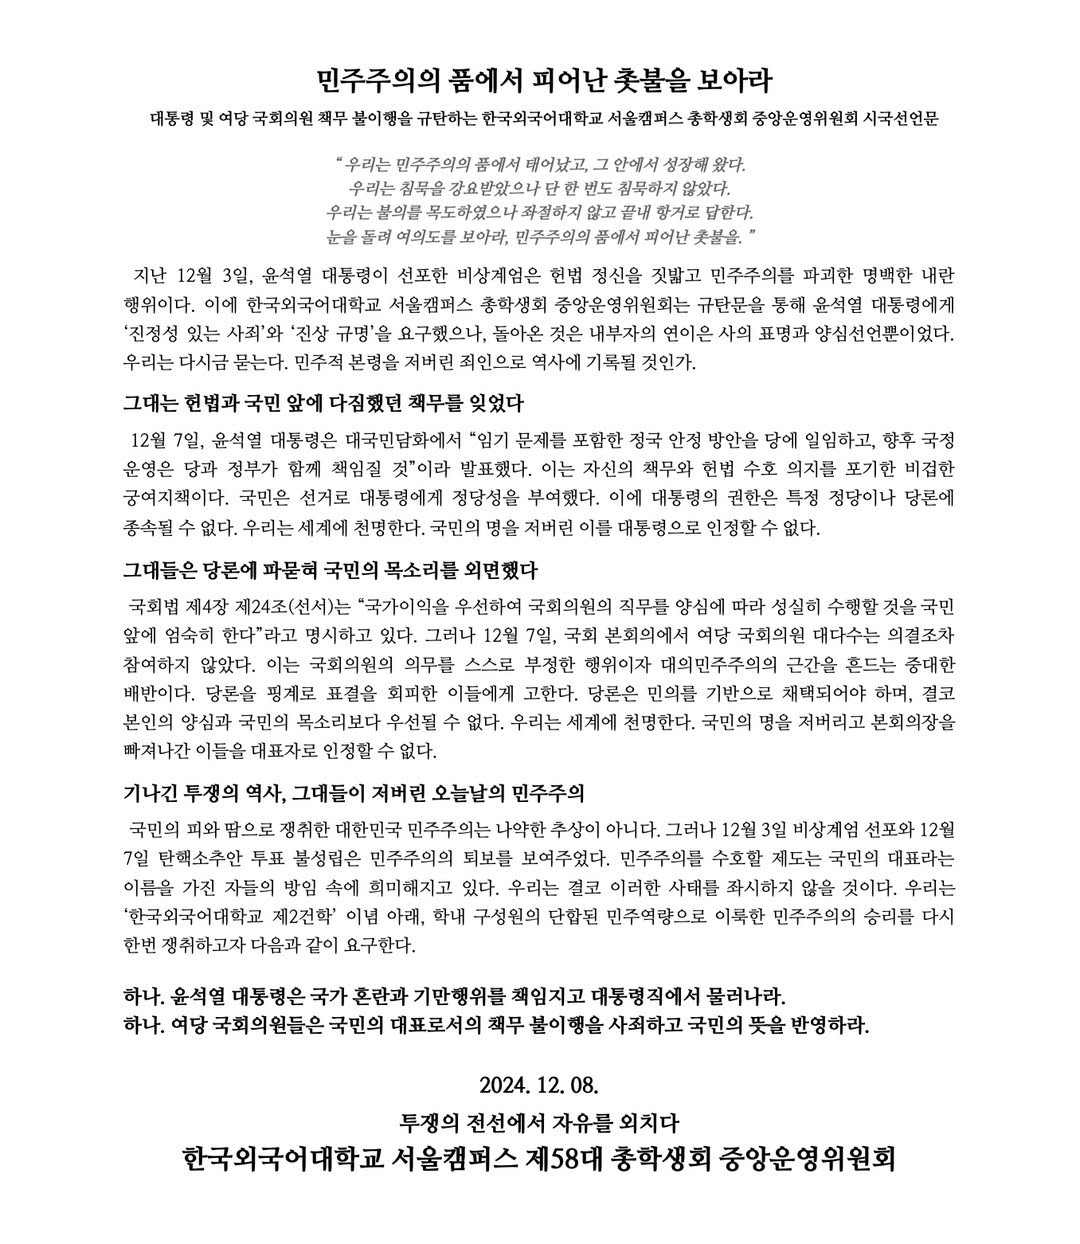 민주주의의 품에서 피어난 촛불을 보아라
대통령 및 여당 국회의원 책무 불이행을 규탄하는 한국외국어대학교 서울캠퍼스 총학생회 중앙운영위원회 시국선언문
“ 우리는 민주주의의 품에서 태어났고, 그 안에서 성장해 왔다.
우리는 침묵을 강요받았으나 단 한 번도 침묵하지 않았다.
우리는 불의를 목도하였으나 좌절하지 않고 끝내 항거로 답한다.
눈을 돌려 여의도를 보아라, 민주주의의 품에서 피어난 촛불을. ”
지난 12월 3일, 윤석열 대통령이 선포한 비상계엄은 헌법 정신을 짓밟고 민주주의를 파괴한 명백한 내란
행위이다. 이에 한국외국어대학교 서울캠퍼스 총학생회 중앙운영위원회는 규탄문을 통해 윤석열 대통령에게
‘진정성 있는 사죄’와 ‘진상 규명’을 요구했으나, 돌아온 것은 내부자의 연이은 사의 표명과 양심선언뿐이었다.
우리는 다시금 묻는다. 민주적 본령을 저버린 죄인으로 역사에 기록될 것인가.
그대는 헌법과 국민 앞에 다짐했던 책무를 잊었다
12월 7일, 윤석열 대통령은 대국민담화에서 “임기 문제를 포함한 정국 안정 방안을 당에 일임하고, 향후 국정
운영은 당과 정부가 함께 책임질 것”이라 발표했다. 이는 자신의 책무와 헌법 수호 의지를 포기한 비겁한
궁여지책이다. 국민은 선거로 대통령에게 정당성을 부여했다. 이에 대통령의 권한은 특정 정당이나 당론에
종속될 수 없다. 우리는 세계에 천명한다. 국민의 명을 저버린 이를 대통령으로 인정할 수 없다.
그대들은 당론에 파묻혀 국민의 목소리를 외면했다
국회법 제4장 제24조(선서)는 “국가이익을 우선하여 국회의원의 직무를 양심에 따라 성실히 수행할 것을 국민
앞에 엄숙히 한다”라고 명시하고 있다. 그러나 12월 7일, 국회 본회의에서 여당 국회의원 대다수는 의결조차
참여하지 않았다. 이는 국회의원의 의무를 스스로 부정한 행위이자 대의민주주의의 근간을 흔드는 중대한
배반이다. 당론을 핑계로 표결을 회피한 이들에게 고한다. 당론은 민의를 기반으로 채택되어야 하며, 결코
본인의 양심과 국민의 목소리보다 우선될 수 없다. 우리는 세계에 천명한다. 국민의 명을 저버리고 본회의장을
빠져나간 이들을 대표자로 인정할 수 없다.
기나긴 투쟁의 역사, 그대들이 저버린 오늘날의 민주주의
국민의 피와 땀으로 쟁취한 대한민국 민주주의는 나약한 추상이 아니다. 그러나 12월 3일 비상계엄 선포와 12월
7일 탄핵소추안 투표 불성립은 민주주의의 퇴보를 보여주었다. 민주주의를 수호할 제도는 국민의 대표라는
이름을 가진 자들의 방임 속에 희미해지고 있다. 우리는 결코 이러한 사태를 좌시하지 않을 것이다. 우리는
‘한국외국어대학교 제2건학’ 이념 아래, 학내 구성원의 단합된 민주역량으로 이룩한 민주주의의 승리를 다시
한번 쟁취하고자 다음과 같이 요구한다.
하나. 윤석열 대통령은 국가 혼란과 기만행위를 책임지고 대통령직에서 물러나라.
하나. 여당 국회의원들은 국민의 대표로서의 책무 불이행을 사죄하고 국민의 뜻을 반영하라.
2024. 12. 08.
투쟁의 전선에서 자유를 외치다
한국외국어대학교 서울캠퍼스 제58대 총학생회 중앙운영위원회